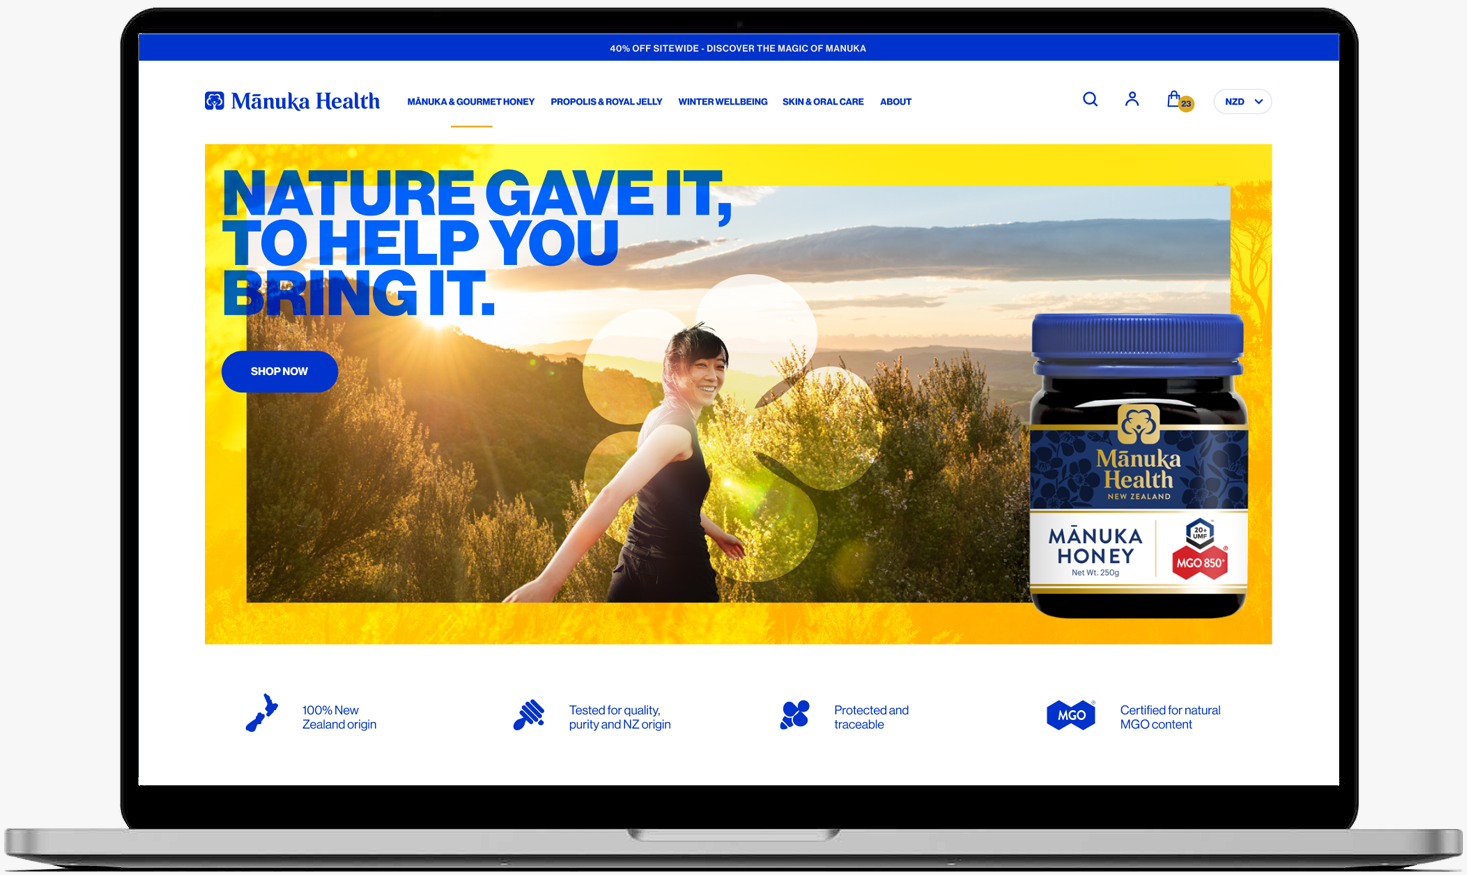 40% OFF SITEWIDE - DISCOVER THE MAGIC OF MANUKA
Mānuka Health
MĀNUKA & GOURMET HONEY
PROPOLIS & ROYAL JELLY
WINTER WELLBEING
SKIN & ORAL CARE
ABOUT
23
NZD
NATURE GAVE IT,
TO HELP YOU
BRING IT.
SHOP NOW
Mānuka
Health
NEW ZEALAND
MĀNUKA
HONEY
Net Wt. 250g
20+
UMF
MGO 850+
100% New
Zealand origin
Tested for quality,
purity and NZ origin
Protected and
traceable
MGO
Certified for natural
MGO content